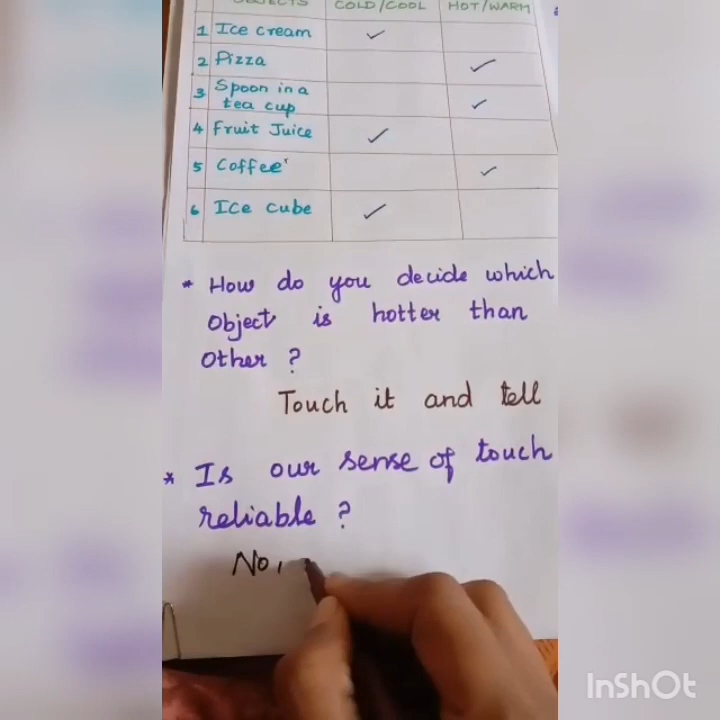 OBJECTS COLD/COOL HOT/WARM
1 Ice cream ✓
2 Pizza ✓
3 Spoon in a
tea cup ✓
4 Fruit Juice ✓
5 Coffee ✓
6 Ice cube ✓
* How do you decide which
object is hotter than
other ?
Touch it and tell
* Is our sense of touch
reliable ?
No,
InShOt